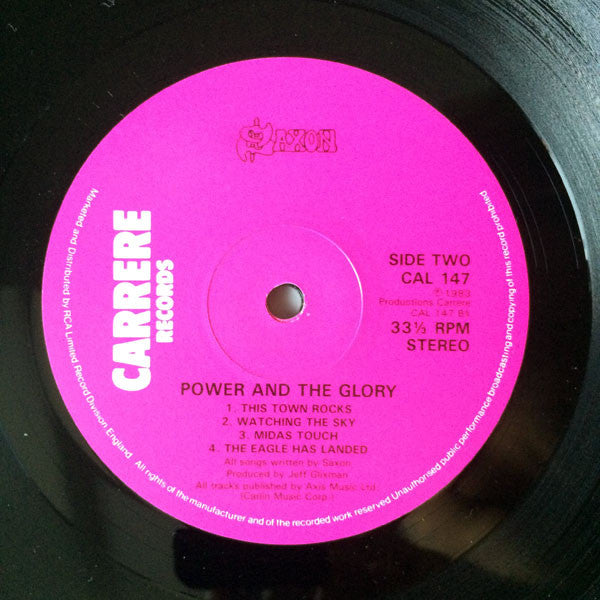 SAXON
CARRERE
RECORDS
SIDE TWO
CAL 147
Ⓟ 1983
Productions Carrere
CAL 147 B1
33⅓ RPM
STEREO
POWER AND THE GLORY
1. THIS TOWN ROCKS
2. WATCHING THE SKY
3. MIDAS TOUCH
4. THE EAGLE HAS LANDED
All songs written by Saxon.
Produced by Jeff Glixman
All tracks published by Axis Music Ltd.
(Carlin Music Corp.)
Marketed and Distributed by RCA Limited Record Division, England. All rights of the manufacturer and of the recorded work reserved Unauthorised public performance broadcasting and copying of this record prohibited